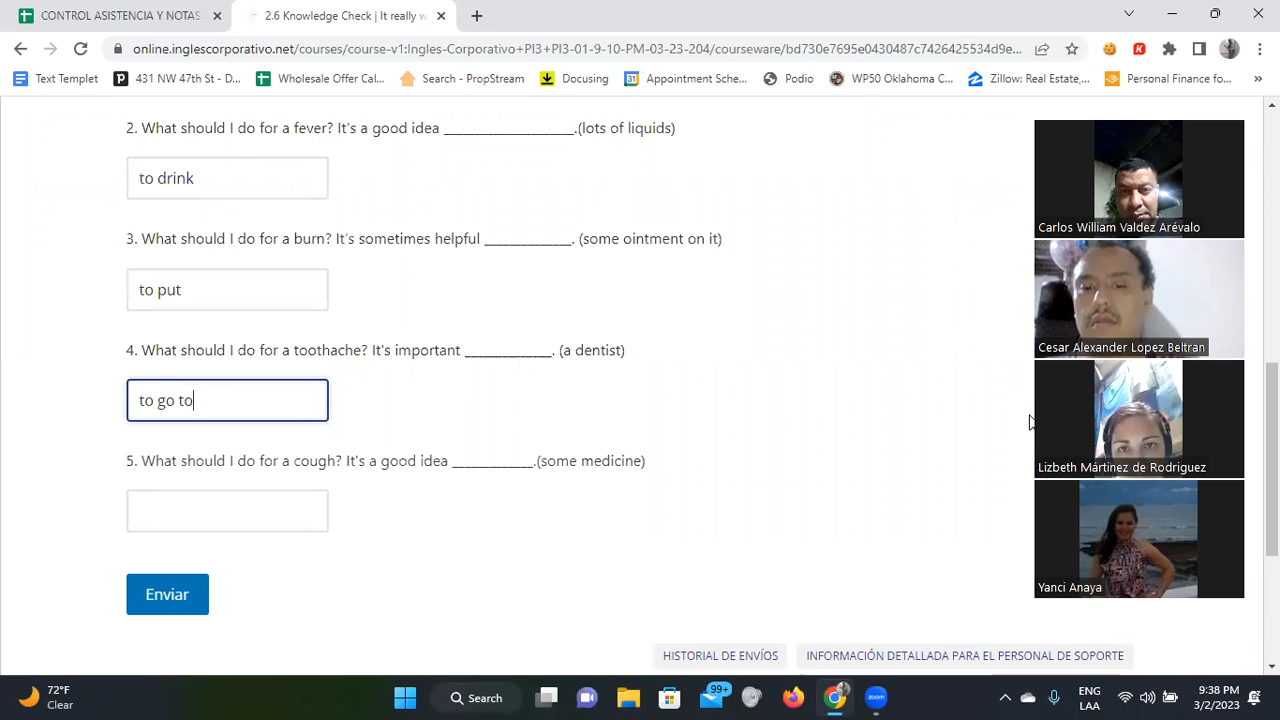 CONTROL ASISTENCIA Y NOTAS
2.6 Knowledge Check | It really w
online.inglescorporativo.net/courses/course-v1:Ingles-Corporativo+PI3+PI3-01-9-10-PM-03-23-204/courseware/bd730e7695e0430487c7426425534d9e...
Text Templet
431 NW 47th St - D...
Wholesale Offer Cal...
Search - PropStream
Docusing
Appointment Sche...
Podio
WP50 Oklahoma C...
Zillow: Real Estate,...
Personal Finance fo...
2. What should I do for a fever? It's a good idea ____________________.(lots of liquids)
to drink
3. What should I do for a burn? It's sometimes helpful _____________. (some ointment on it)
to put
4. What should I do for a toothache? It's important _____________. (a dentist)
to go to
5. What should I do for a cough? It's a good idea ____________.(some medicine)
Enviar
HISTORIAL DE ENVÍOS
INFORMACIÓN DETALLADA PARA EL PERSONAL DE SOPORTE
Carlos William Valdez Arévalo
Cesar Alexander Lopez Beltran
Lizbeth Mártinez de Rodriguez
Yanci Anaya
72°F
Clear
Search
99+
zoom
ENG
LAA
9:38 PM
3/2/2023